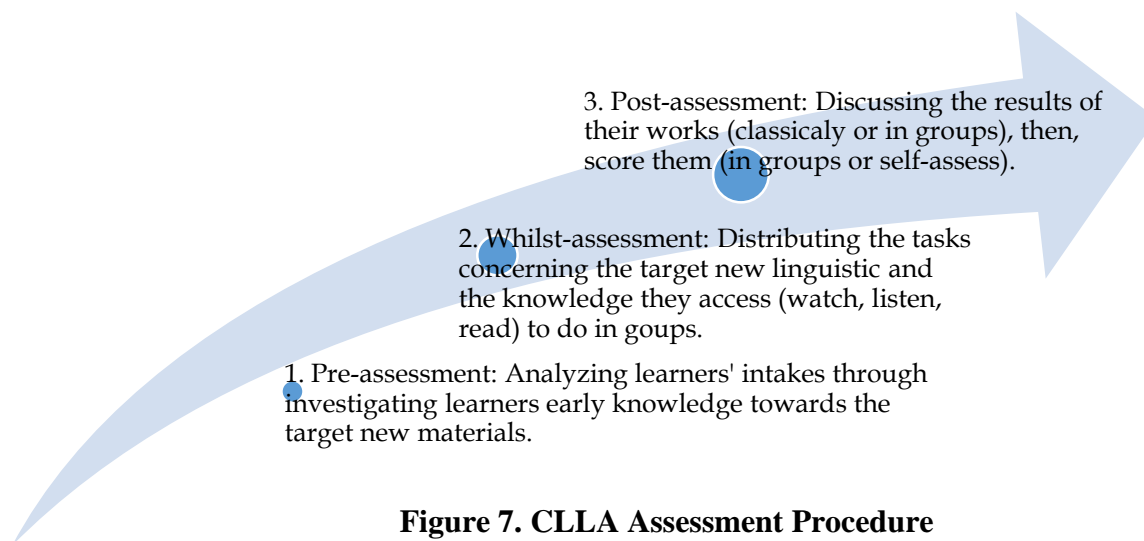 3. Post-assessment: Discussing the results of
their works (classicaly or in groups), then,
score them (in groups or self-assess).
2. Whilst-assessment: Distributing the tasks
concerning the target new linguistic and
the knowledge they access (watch, listen,
read) to do in goups.
1. Pre-assessment: Analyzing learners' intakes through
investigating learners early knowledge towards the
target new materials.
Figure 7. CLLA Assessment Procedure